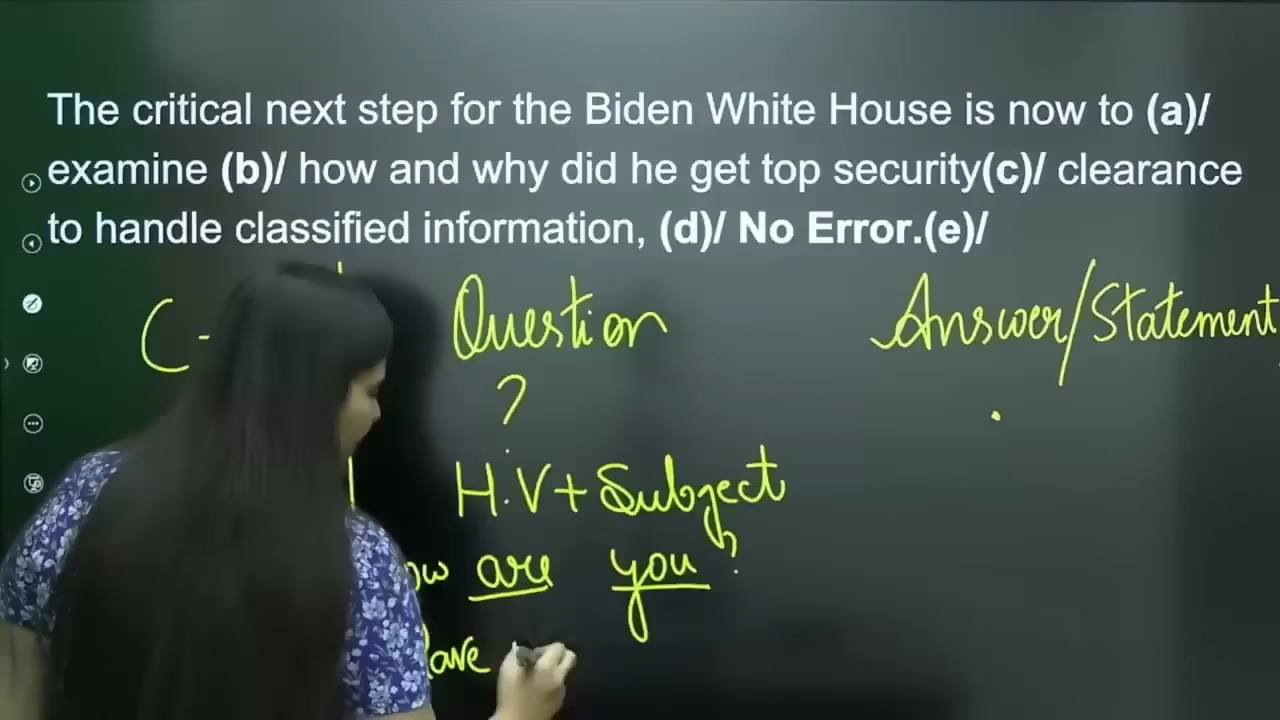 The critical next step for the Biden White House is now to (a)/
examine (b)/ how and why did he get top security(c)/ clearance
to handle classified information, (d)/ No Error.(e)/
C - Question Answer/Statement
?
H.V + Subject
are you?